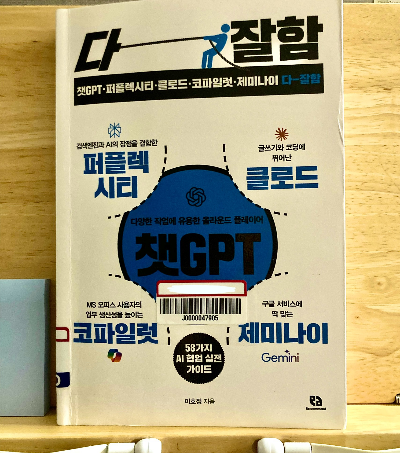 다 잘함
챗GPT·퍼플렉시티·클로드·코파일럿·제미나이 다—잘함
검색엔진과 AI의 장점을 결합한
퍼플렉
시티
글쓰기와 코딩에
뛰어난
클로드
다양한 작업에 유용한 올라운드 플레이어
챗GPT
J0000047905
MS 오피스 사용자의
업무 생산성을 높이는
코파일럿
구글 서비스에
딱 맞는
제미나이
Gemini
58가지
AI 협업 실전
가이드
지음